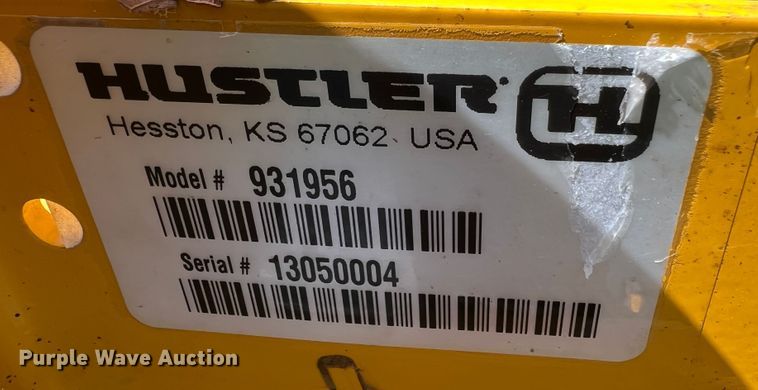 HUSTLER
H
Hesston, KS 67062 USA
Model # 931956
Serial # 13050004
Purple Wave Auction